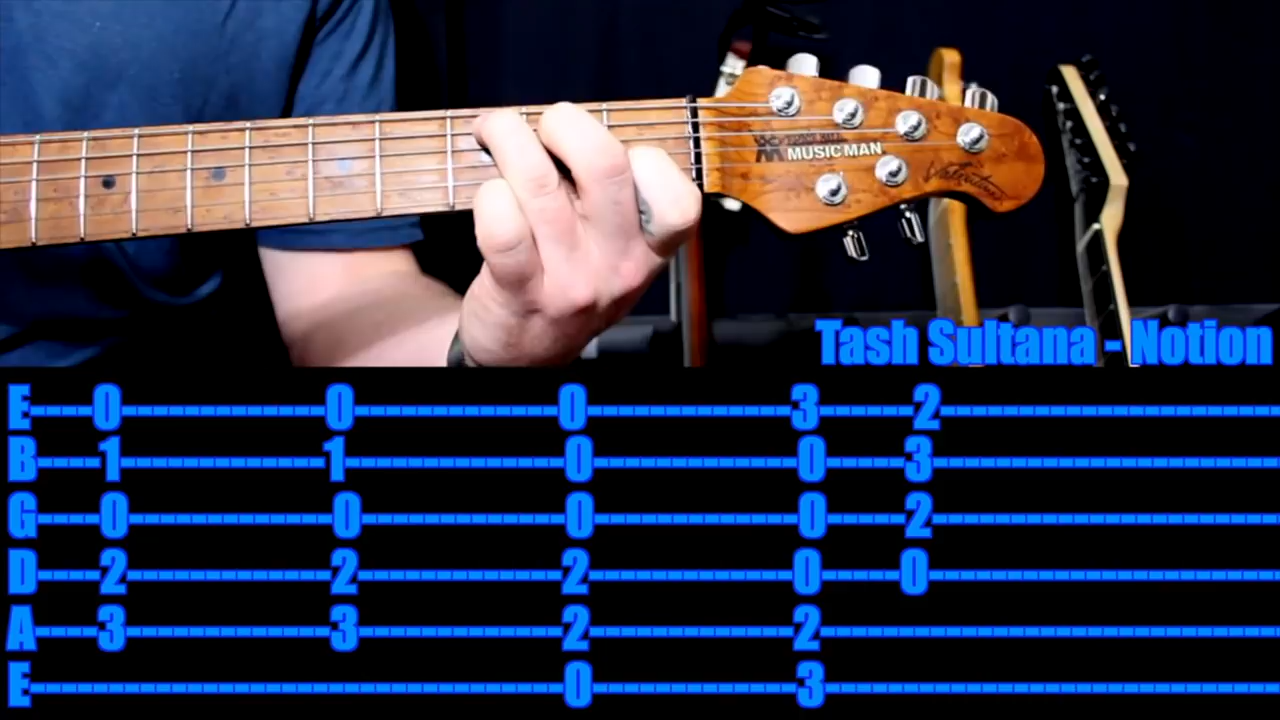 MUSIC MAN
Tash Sultana - Notion
E 0 0 0 3 2
B 1 1 0 0 3
G 0 0 0 0 2
D 2 2 2 0 0
A 3 3 2 2
E 0 3